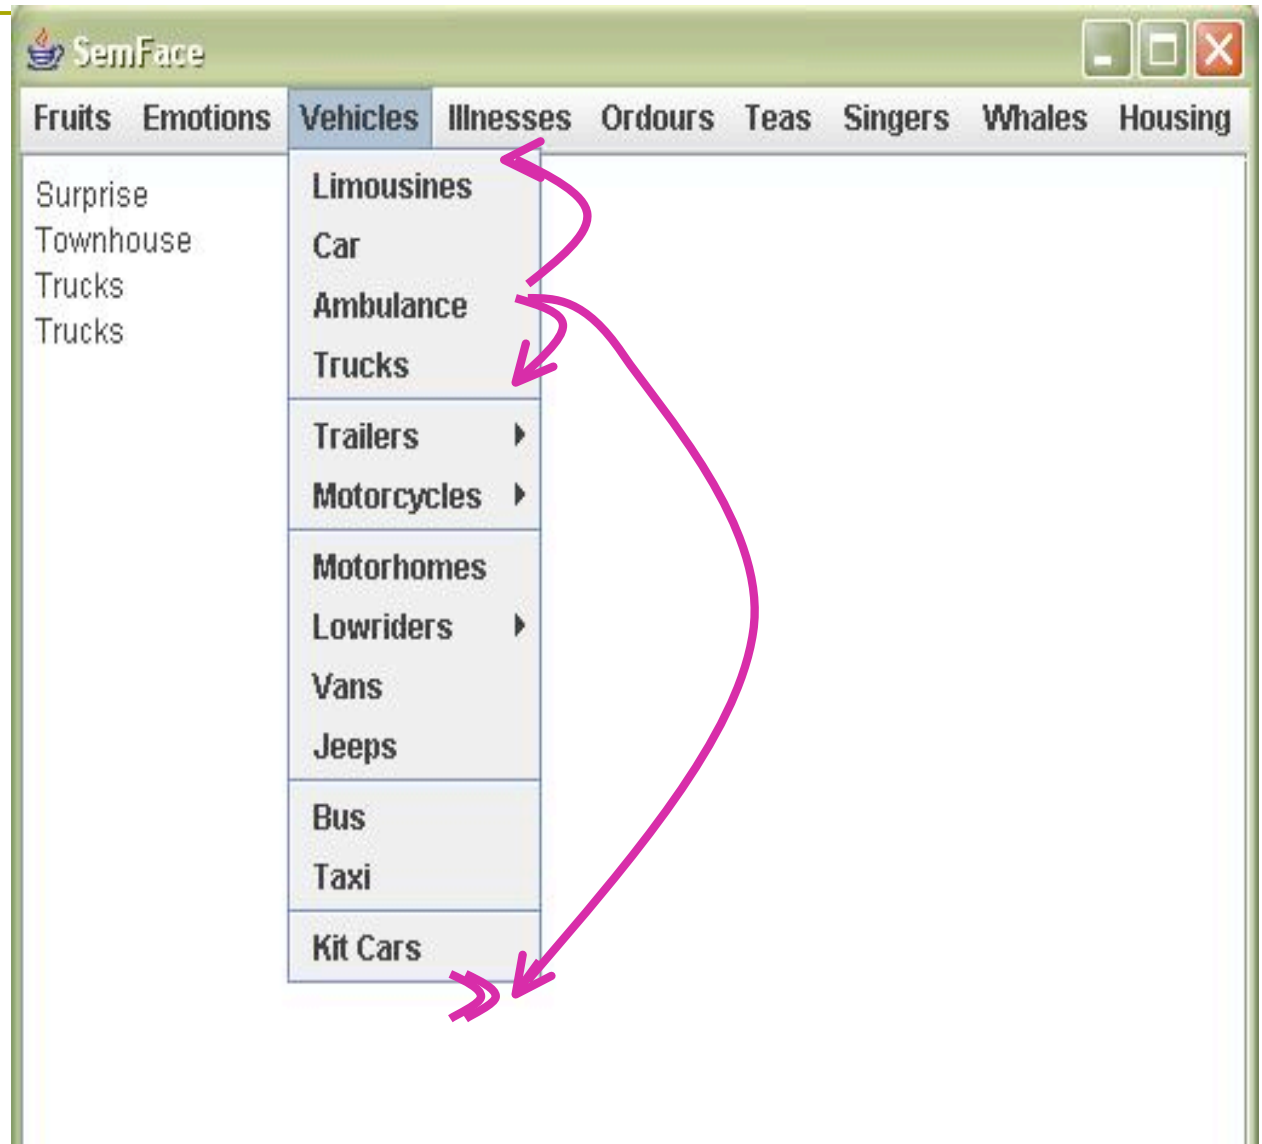 SemFace
Fruits Emotions Vehicles Illnesses Ordours Teas Singers Whales Housing
Surprise
Townhouse
Trucks
Trucks
Limousines
Car
Ambulance
Trucks
Trailers
Motorcycles
Motorhomes
Lowriders
Vans
Jeeps
Bus
Taxi
Kit Cars